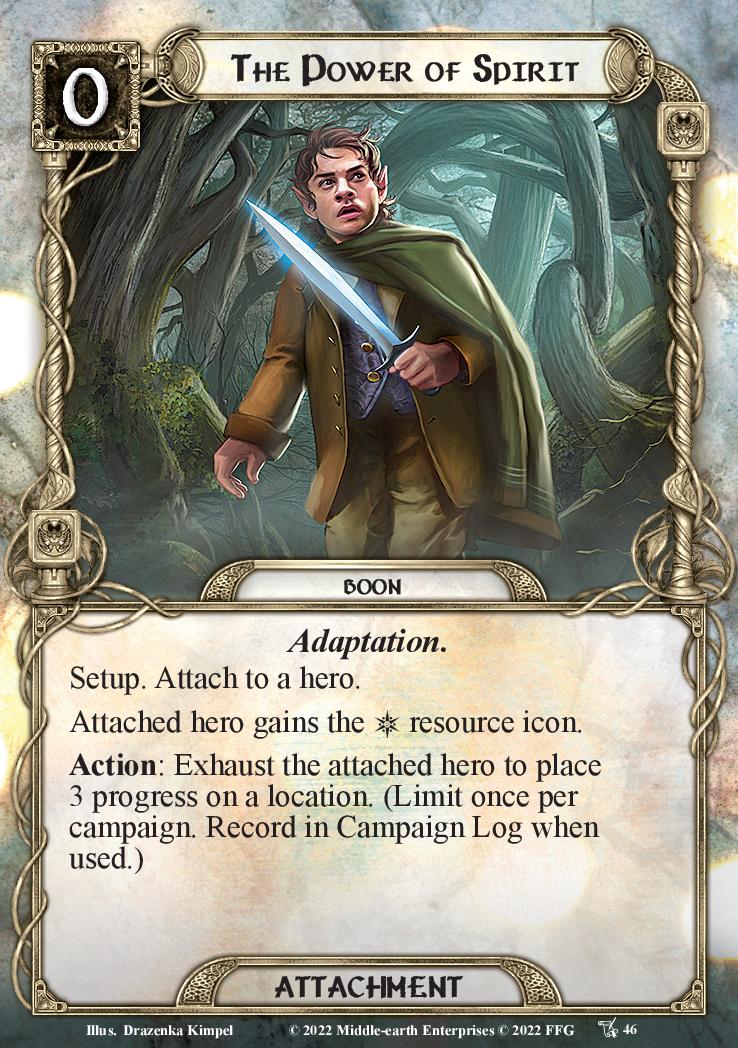 0
The Power of Spirit
BOON
Adaptation.
Setup. Attach to a hero.
Attached hero gains the resource icon.
Action: Exhaust the attached hero to place
3 progress on a location. (Limit once per
campaign. Record in Campaign Log when
used.)
ATTACHMENT
Illus. Drazenka Kimpel © 2022 Middle-earth Enterprises © 2022 FFG 46